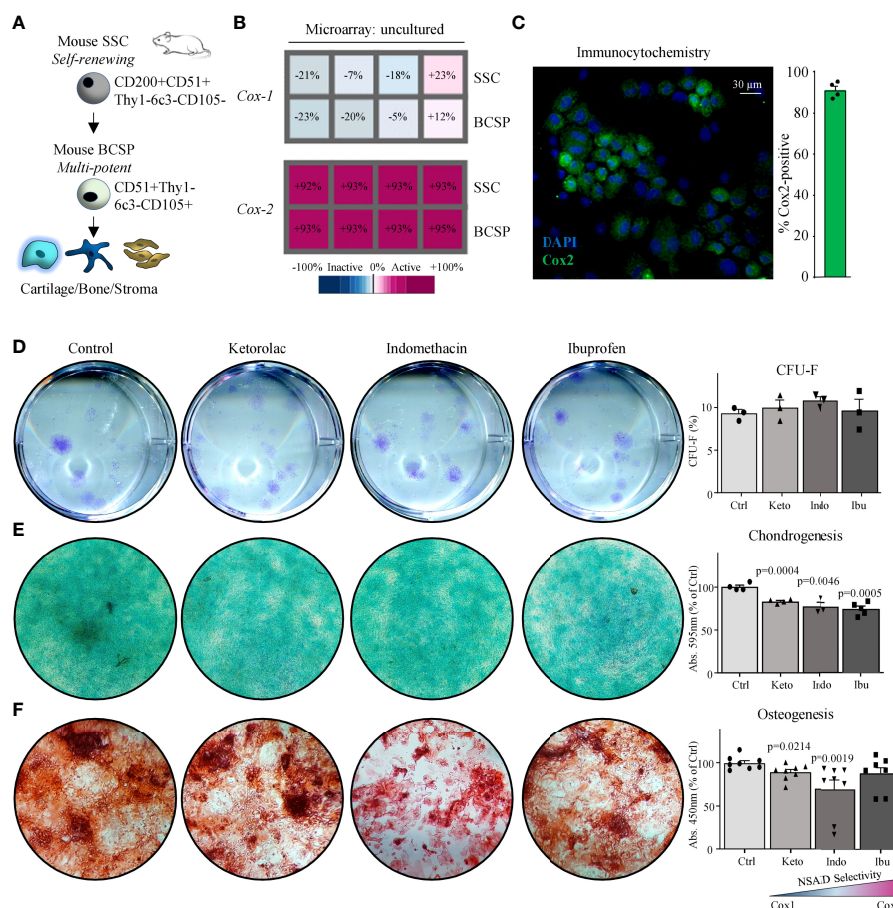 A
Mouse SSC
Self-renewing
CD200+CD51+
Thy1-6c3-CD105-
Mouse BCSP
Multi-potent
CD51+Thy1-
6c3-CD105+
Cartilage/Bone/Stroma
B
Microarray: uncultured
Cox-1
-21% -7% -18% +23% SSC
-23% -20% -5% +12% BCSP
Cox-2
+92% +93% +93% +93% SSC
+93% +93% +93% +95% BCSP
-100% Inactive 0% Active +100%
C
Immunocytochemistry
30 µm
DAPI
Cox2
% Cox2-positive
100
80
60
40
20
0
D
Control Ketorolac Indomethacin Ibuprofen
CFU-F
CFU-F (%)
10
5
0
Ctrl Keto Indo Ibu
E
Chondrogenesis
Abs. 595nm (% of Ctrl)
100
50
0
p=0.0004
p=0.0046
p=0.0005
Ctrl Keto Indo Ibu
F
Osteogenesis
Abs. 450nm (% of Ctrl)
150
100
50
0
p=0.0214
p=0.0019
Ctrl Keto Indo Ibu
NSAID Selectivity
Cox1 Cox